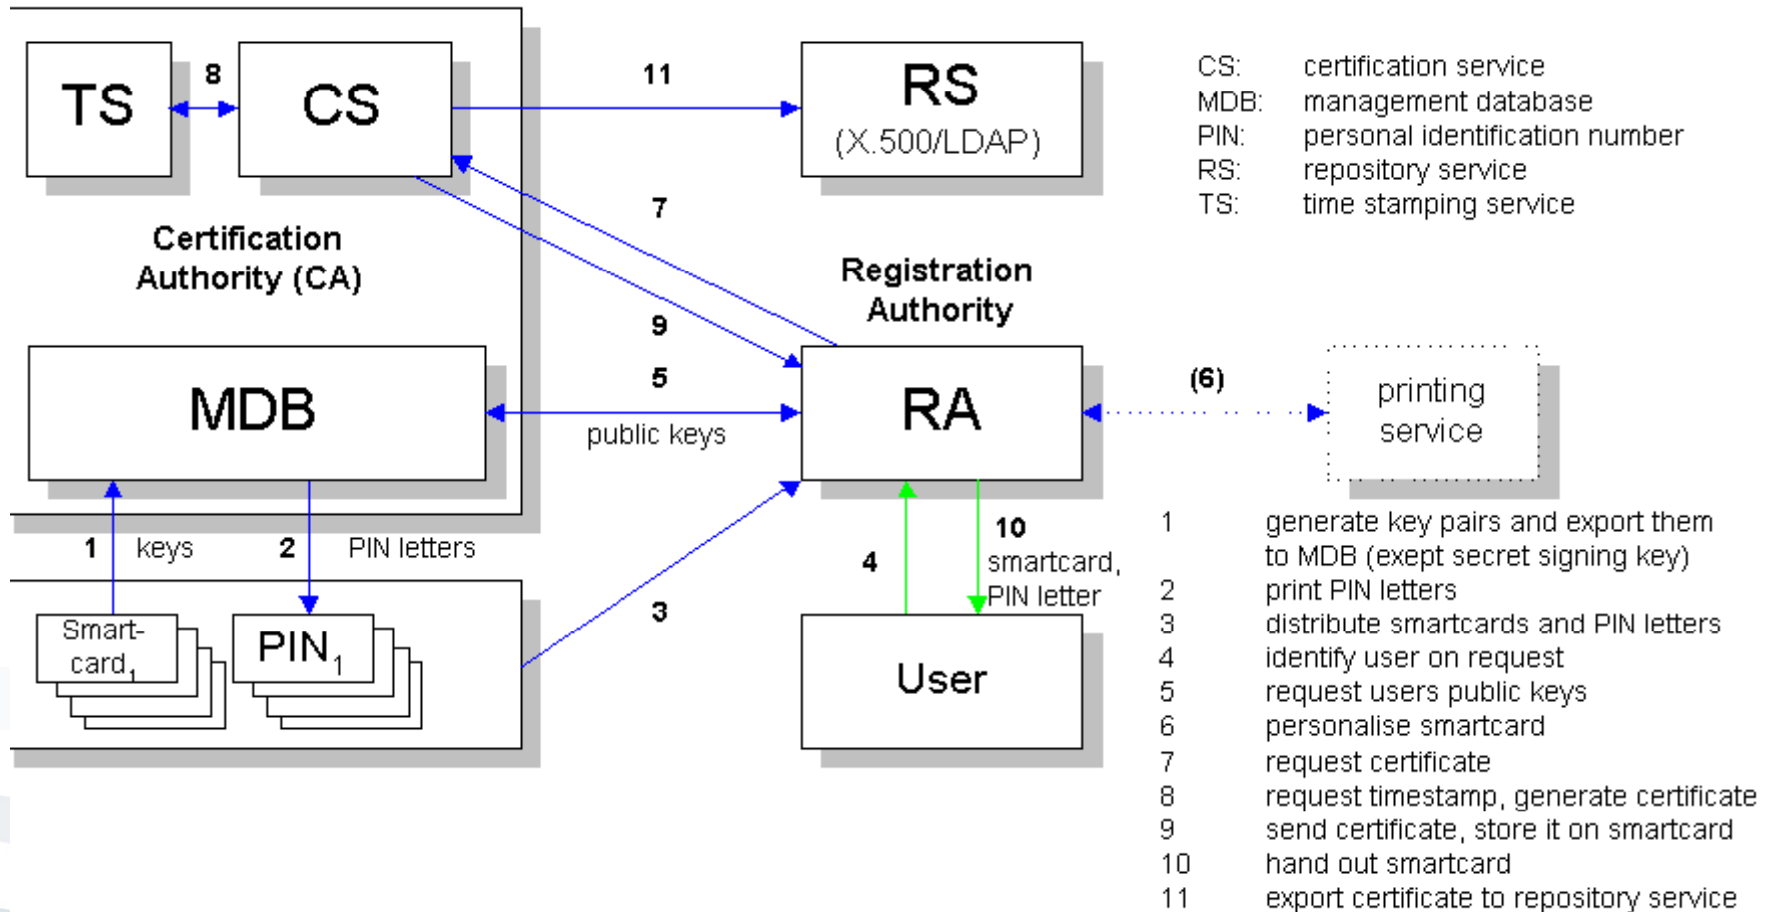 TS
8
CS
11
RS
(X.500/LDAP)
CS: certification service
MDB: management database
PIN: personal identification number
RS: repository service
TS: time stamping service
Certification
Authority (CA)
7
Registration
Authority
9
MDB
5
public keys
RA
(6)
printing
service
1 keys
2 PIN letters
3
4
10
smartcard,
PIN letter
Smart-
card1
PIN1
User
1 generate key pairs and export them
to MDB (exept secret signing key)
2 print PIN letters
3 distribute smartcards and PIN letters
4 identify user on request
5 request users public keys
6 personalise smartcard
7 request certificate
8 request timestamp, generate certificate
9 send certificate, store it on smartcard
10 hand out smartcard
11 export certificate to repository service